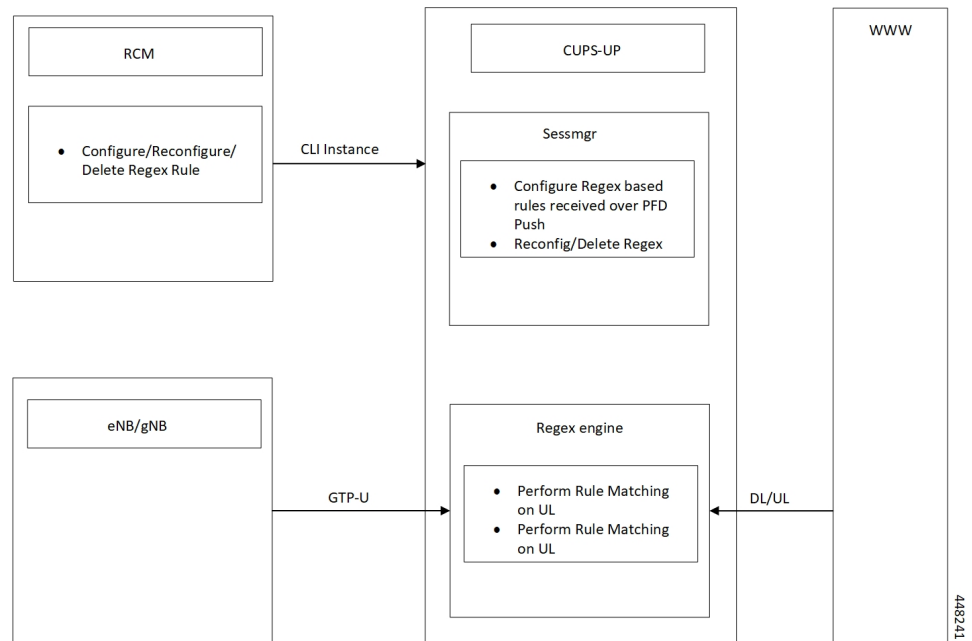 RCM
• Configure/Reconfigure/
Delete Regex Rule
CLI Instance
CUPS-UP
Sessmgr
• Configure Regex based
rules received over PFD
Push
• Reconfig/Delete Regex
WWW
eNB/gNB
GTP-U
Regex engine
• Perform Rule Matching
on UL
• Perform Rule Matching
on UL
DL/UL
448241